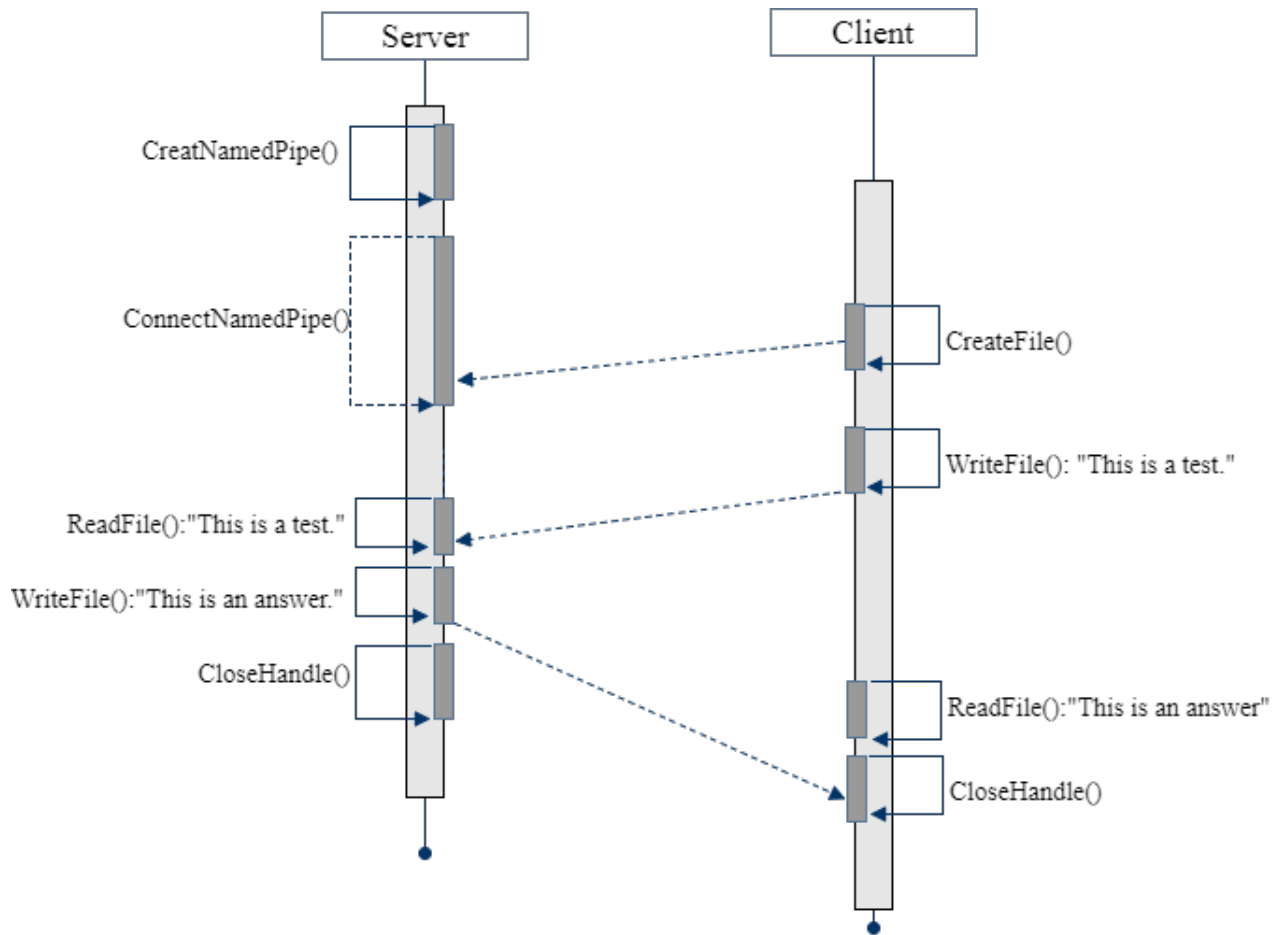 Server
Client
CreatNamedPipe()
ConnectNamedPipe()
CreateFile()
WriteFile(): "This is a test."
ReadFile():"This is a test."
WriteFile():"This is an answer."
CloseHandle()
ReadFile():"This is an answer"
CloseHandle()